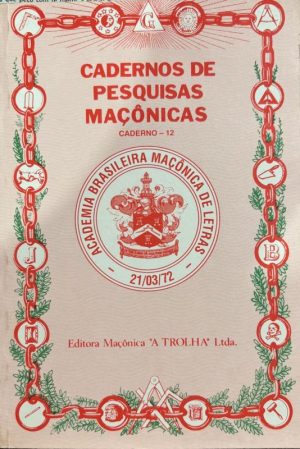 CADERNOS DE
PESQUISAS
MAÇÔNICAS
CADERNO – 12
ACADEMIA BRASILEIRA MAÇÔNICA DE LETRAS
– 21/03/72 –
Editora Maçônica "A TROLHA" Ltda.
G
J
B